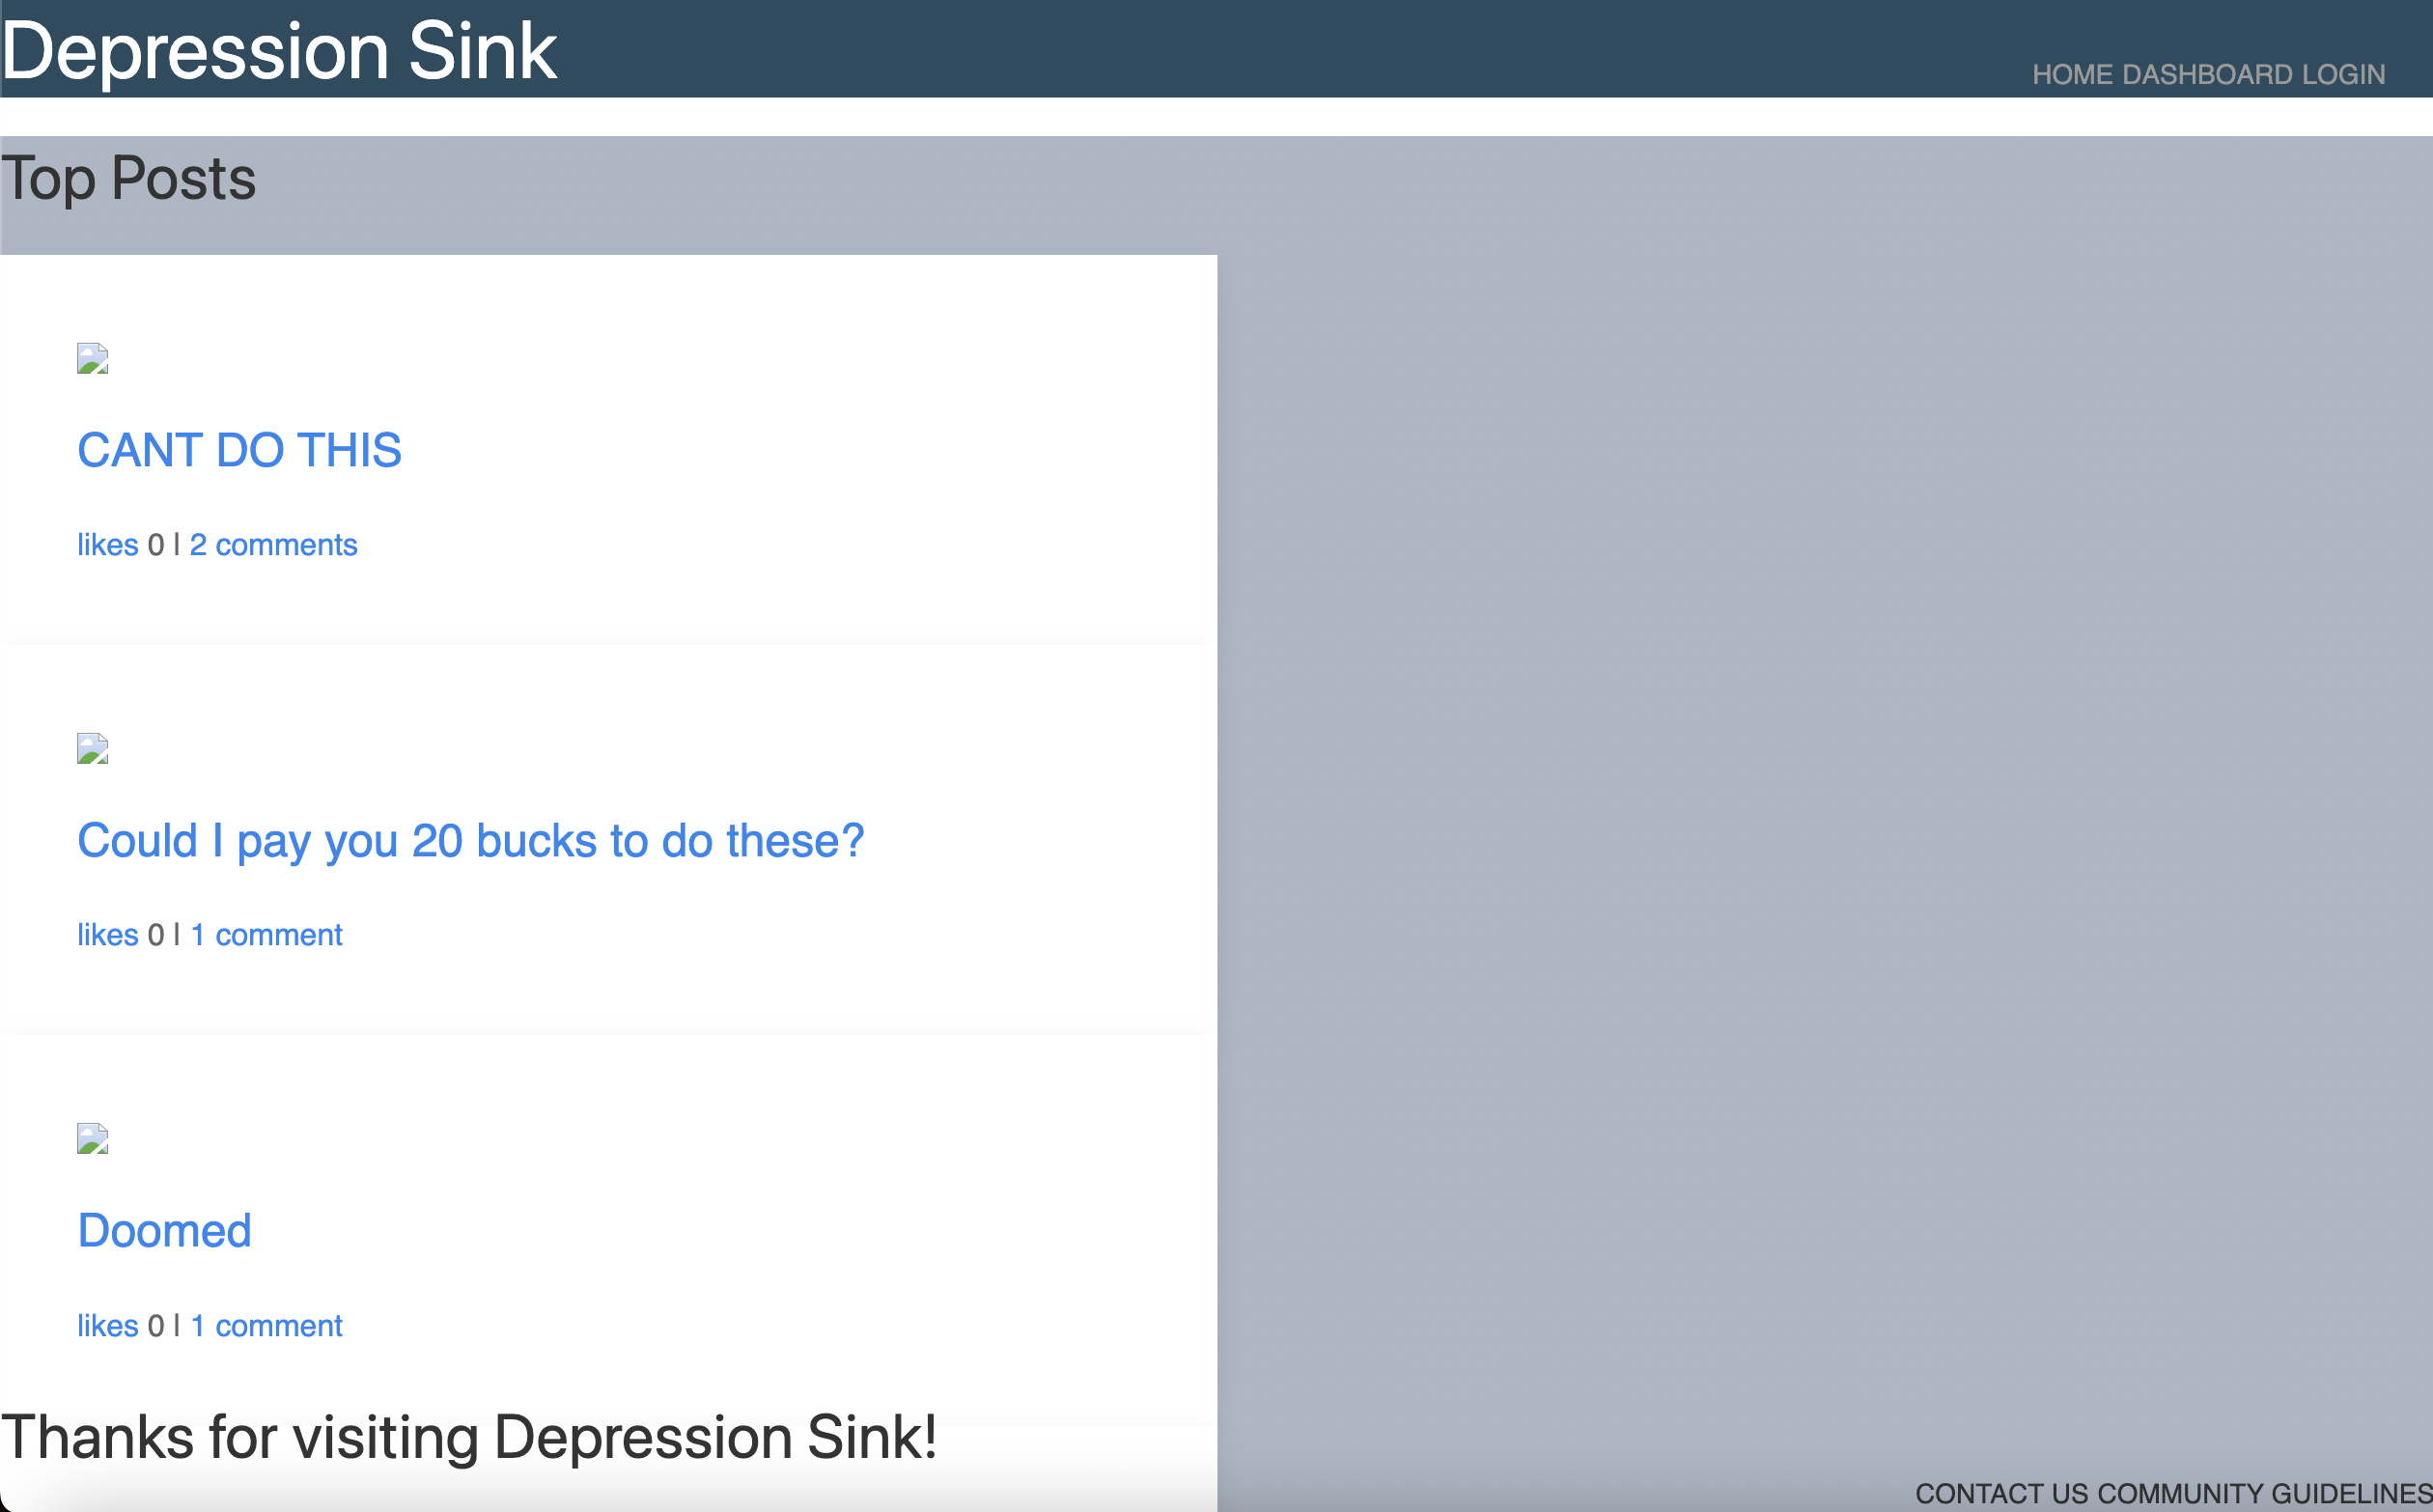 Depression Sink
HOME DASHBOARD LOGIN
Top Posts
CANT DO THIS
likes 0 | 2 comments
Could I pay you 20 bucks to do these?
likes 0 | 1 comment
Doomed
likes 0 | 1 comment
Thanks for visiting Depression Sink!
CONTACT US COMMUNITY GUIDELINES